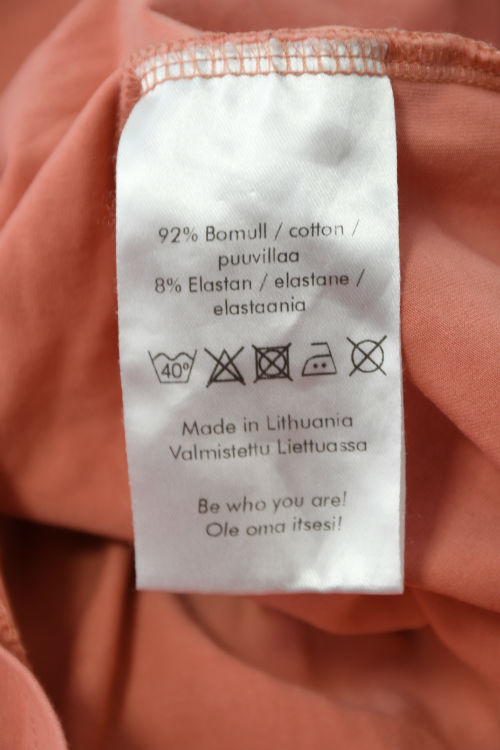 92% Bomull / cotton /
puuvillaa
8% Elastan / elastane /
elastaania
40°
Made in Lithuania
Valmistettu Liettuassa
Be who you are!
Ole oma itsesi!